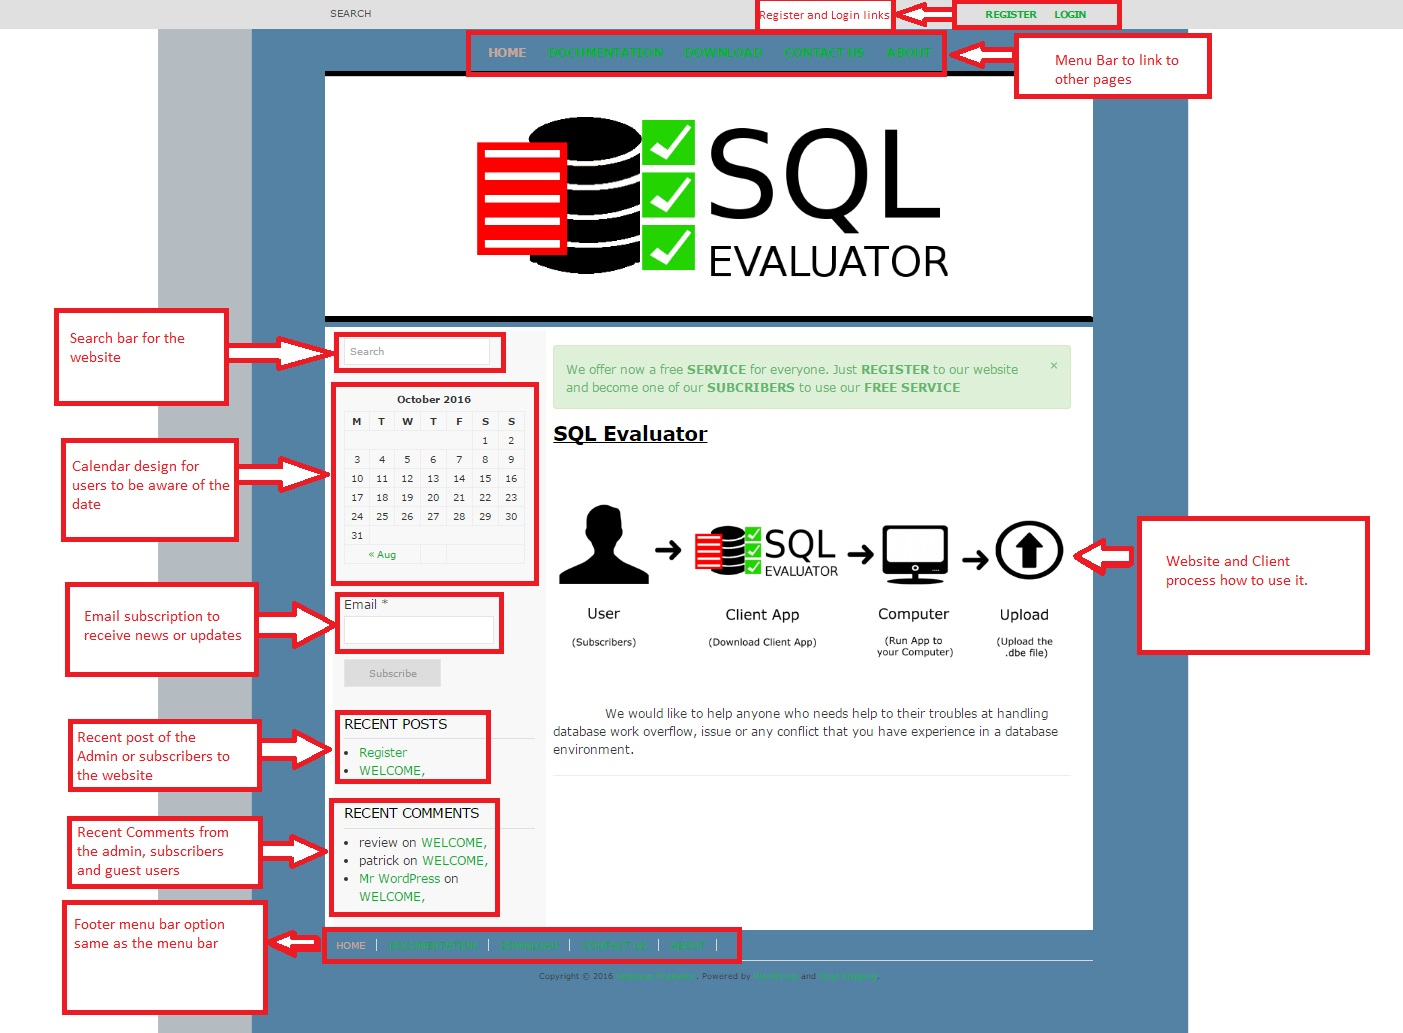 SEARCH
Register and Login links
REGISTER LOGIN
HOME DOCUMENTATION DOWNLOAD CONTACT US ABOUT
Menu Bar to link to
other pages
SQL
EVALUATOR
Search bar for the
website
Search
We offer now a free SERVICE for everyone. Just REGISTER to our website
and become one of our SUBCRIBERS to use our FREE SERVICE
×
Calendar design for
users to be aware of the
date
October 2016
M T W T F S S
1 2
3 4 5 6 7 8 9
10 11 12 13 14 15 16
17 18 19 20 21 22 23
24 25 26 27 28 29 30
31
« Aug
SQL Evaluator
SQL
EVALUATOR
User
(Subscribers)
Client App
(Download Client App)
Computer
(Run App to
your Computer)
Upload
(Upload the
.dbe file)
Website and Client
process how to use it.
Email subscription to
receive news or updates
Email *
Subscribe
We would like to help anyone who needs help to their troubles at handling
database work overflow, issue or any conflict that you have experience in a database
environment.
Recent post of the
Admin or subscribers to
the website
RECENT POSTS
Register
WELCOME,
Recent Comments from
the admin, subscribers
and guest users
RECENT COMMENTS
review on WELCOME,
patrick on WELCOME,
Mr WordPress on
WELCOME,
Footer menu bar option
same as the menu bar
HOME DOCUMENTATION DOWNLOAD CONTACT US ABOUT
Copyright © 2016 . Powered by and .